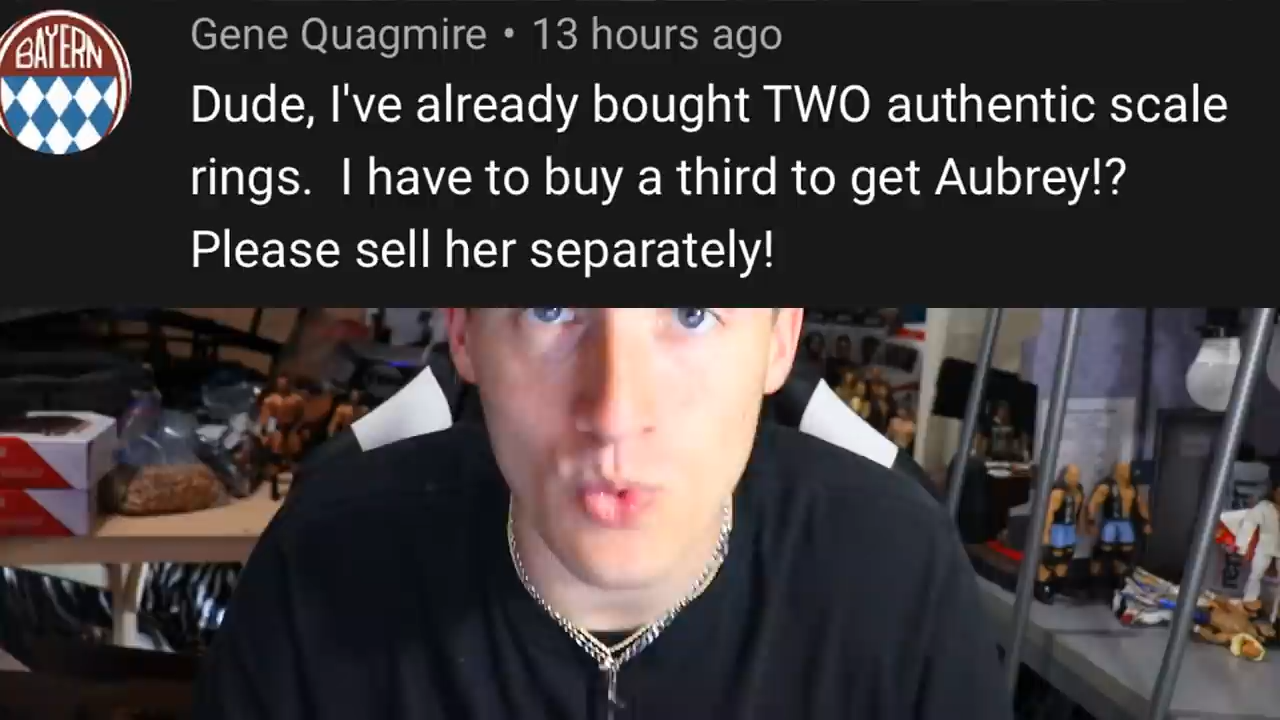 BAYERN
Gene Quagmire • 13 hours ago
Dude, I've already bought TWO authentic scale
rings.  I have to buy a third to get Aubrey!?
Please sell her separately!